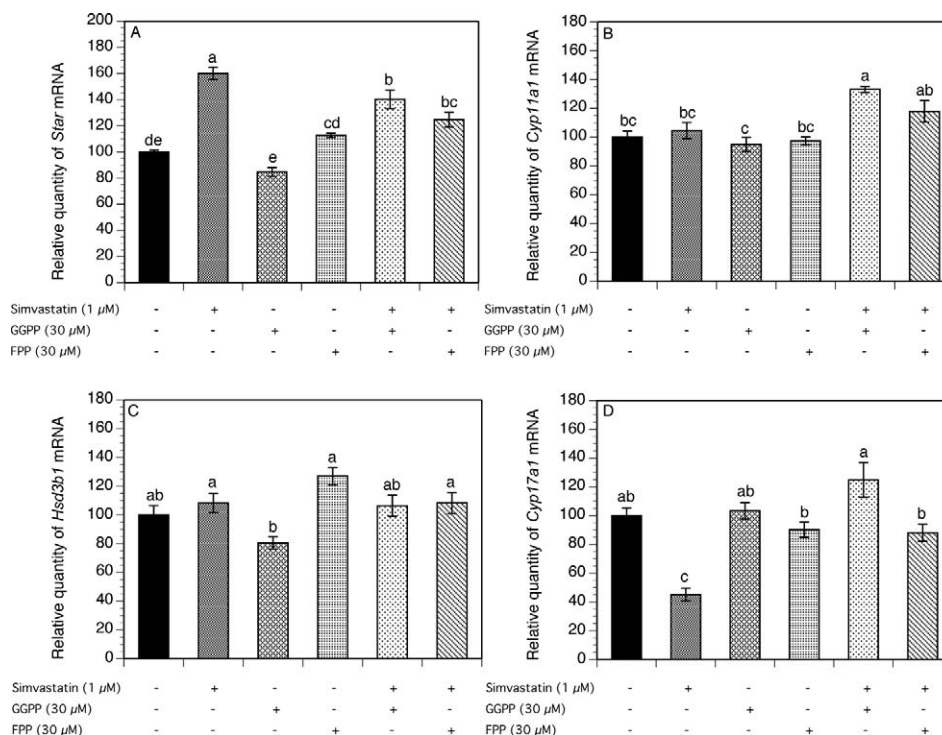 A
Relative quantity of Star mRNA
200
180
160
140
120
100
80
60
40
20
0
de
a
e
cd
b
bc
Simvastatin (1 μM) - + - - + +
GGPP (30 μM) - - + - + -
FPP (30 μM) - - - + - +
B
Relative quantity of Cyp11a1 mRNA
180
160
140
120
100
80
60
40
20
0
bc
bc
c
bc
a
ab
Simvastatin (1 μM) - + - - + +
GGPP (30 μM) - - + - + -
FPP (30 μM) - - - + - +
C
Relative quantity of Hsd3b1 mRNA
180
160
140
120
100
80
60
40
20
0
ab
a
b
a
ab
a
Simvastatin (1 μM) - + - - + +
GGPP (30 μM) - - + - + -
FPP (30 μM) - - - + - +
D
Relative quantity of Cyp17a1 mRNA
180
160
140
120
100
80
60
40
20
0
ab
c
ab
b
a
b
Simvastatin (1 μM) - + - - + +
GGPP (30 μM) - - + - + -
FPP (30 μM) - - - + - +